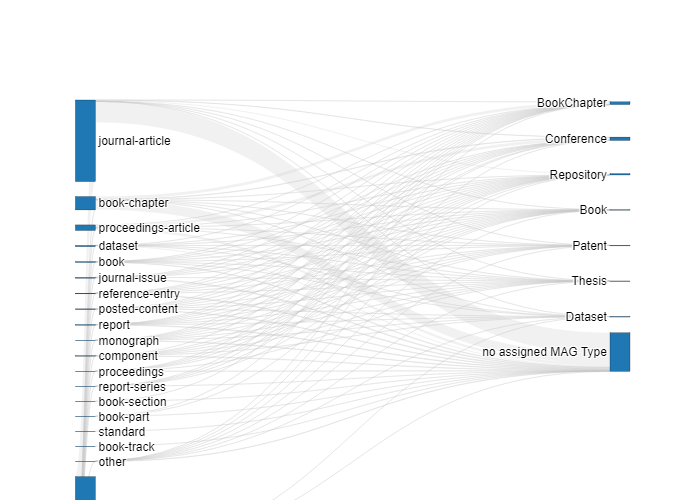 journal-article
book-chapter
proceedings-article
dataset
book
journal-issue
reference-entry
posted-content
report
monograph
component
proceedings
report-series
book-section
book-part
standard
book-track
other
BookChapter
Conference
Repository
Book
Patent
Thesis
Dataset
no assigned MAG Type